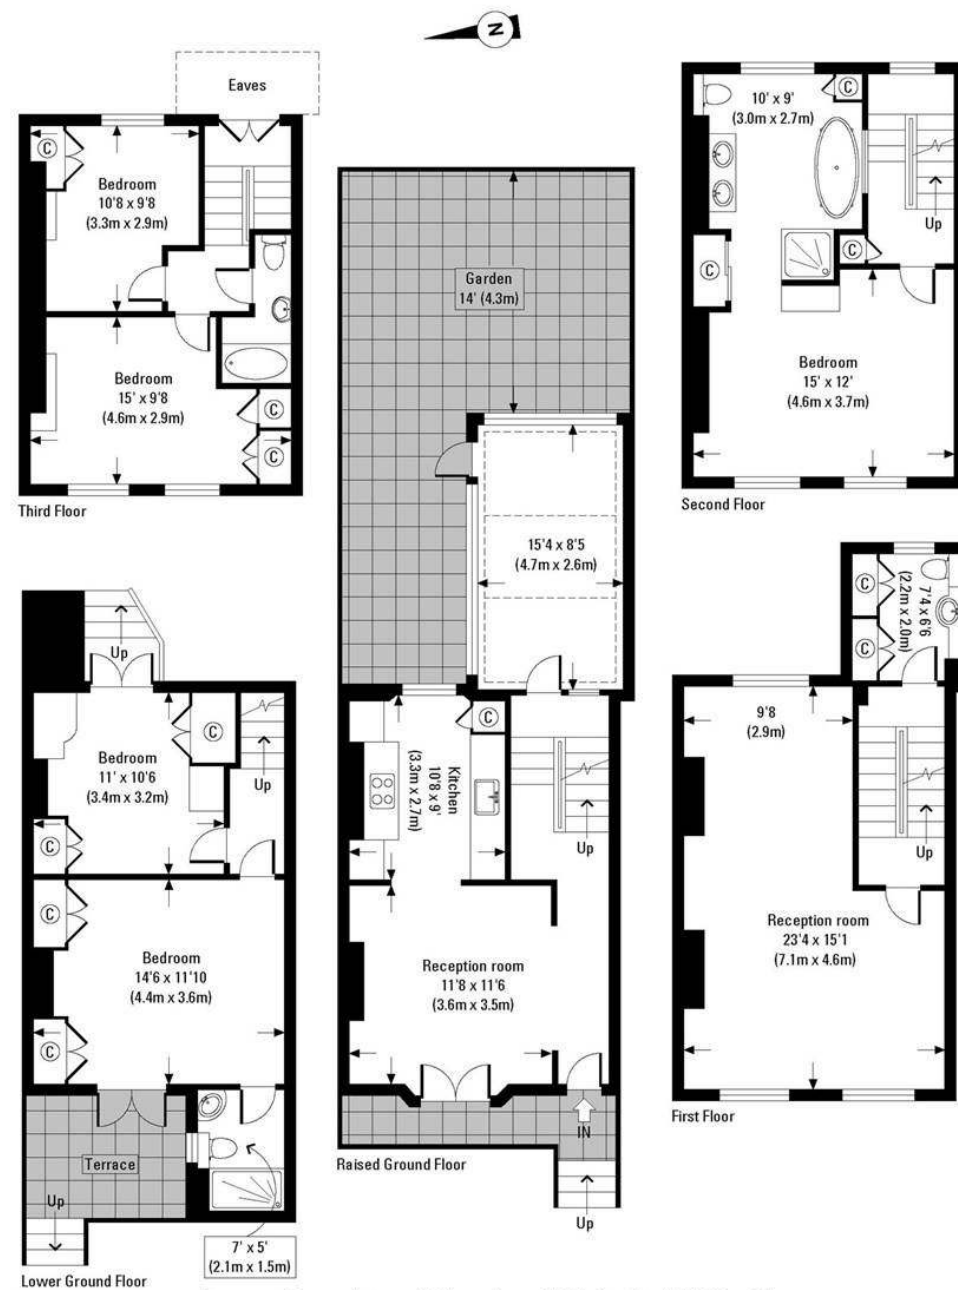 N
Eaves
C
Bedroom
10'8 x 9'8
(3.3m x 2.9m)
Bedroom
15' x 9'8
(4.6m x 2.9m)
C
C
Third Floor
Garden
14' (4.3m)
15'4 x 8'5
(4.7m x 2.6m)
C
Kitchen
10'8 x 9'
(3.3m x 2.7m)
Up
Reception room
11'8 x 11'6
(3.6m x 3.5m)
IN
Raised Ground Floor
Up
C
10' x 9'
(3.0m x 2.7m)
Up
C
C
Bedroom
15' x 12'
(4.6m x 3.7m)
Second Floor
Up
C
Bedroom
11' x 10'6
(3.4m x 3.2m)
Up
C
C
Bedroom
14'6 x 11'10
(4.4m x 3.6m)
C
Terrace
Up
7' x 5'
(2.1m x 1.5m)
Lower Ground Floor
C
C
7'4 x 6'6
(2.2m x 2.0m)
9'8
(2.9m)
Up
Reception room
23'4 x 15'1
(7.1m x 4.6m)
First Floor